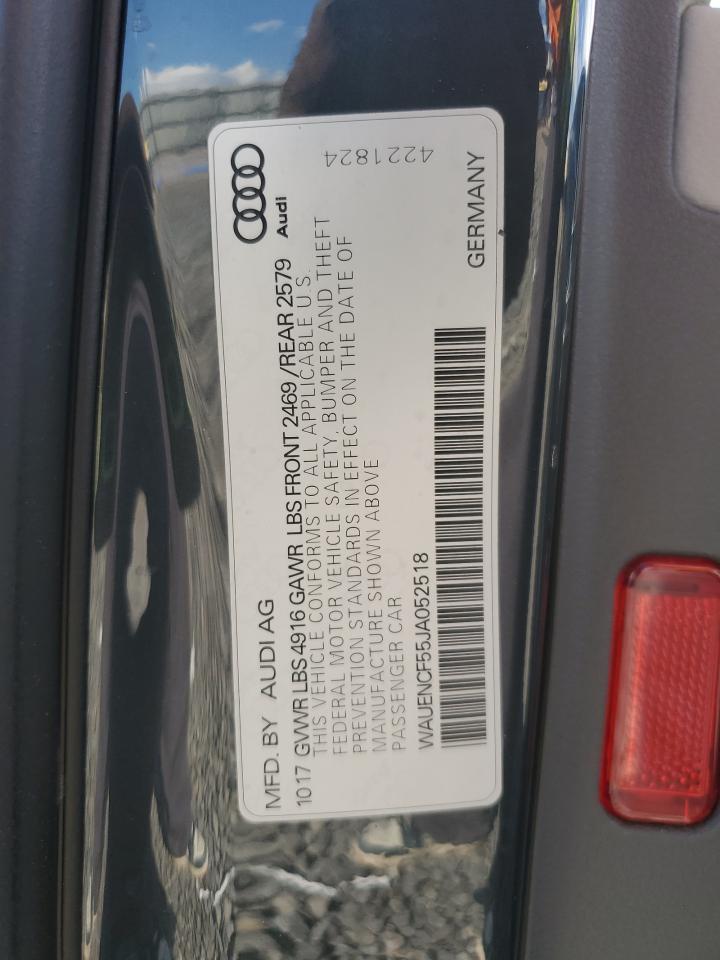 MFD. BY AUDI AG
Audi
10 17 GVWR LBS 4916 GAWR LBS FRONT 2469 /REAR 2579
THIS VEHICLE CONFORMS TO ALL APPLICABLE U.S.
FEDERAL MOTOR VEHICLE SAFETY, BUMPER AND THEFT
PREVENTION STANDARDS IN EFFECT ON THE DATE OF
MANUFACTURE SHOWN ABOVE
PASSENGER CAR
WAUENCF55JA052518
GERMANY
4221824